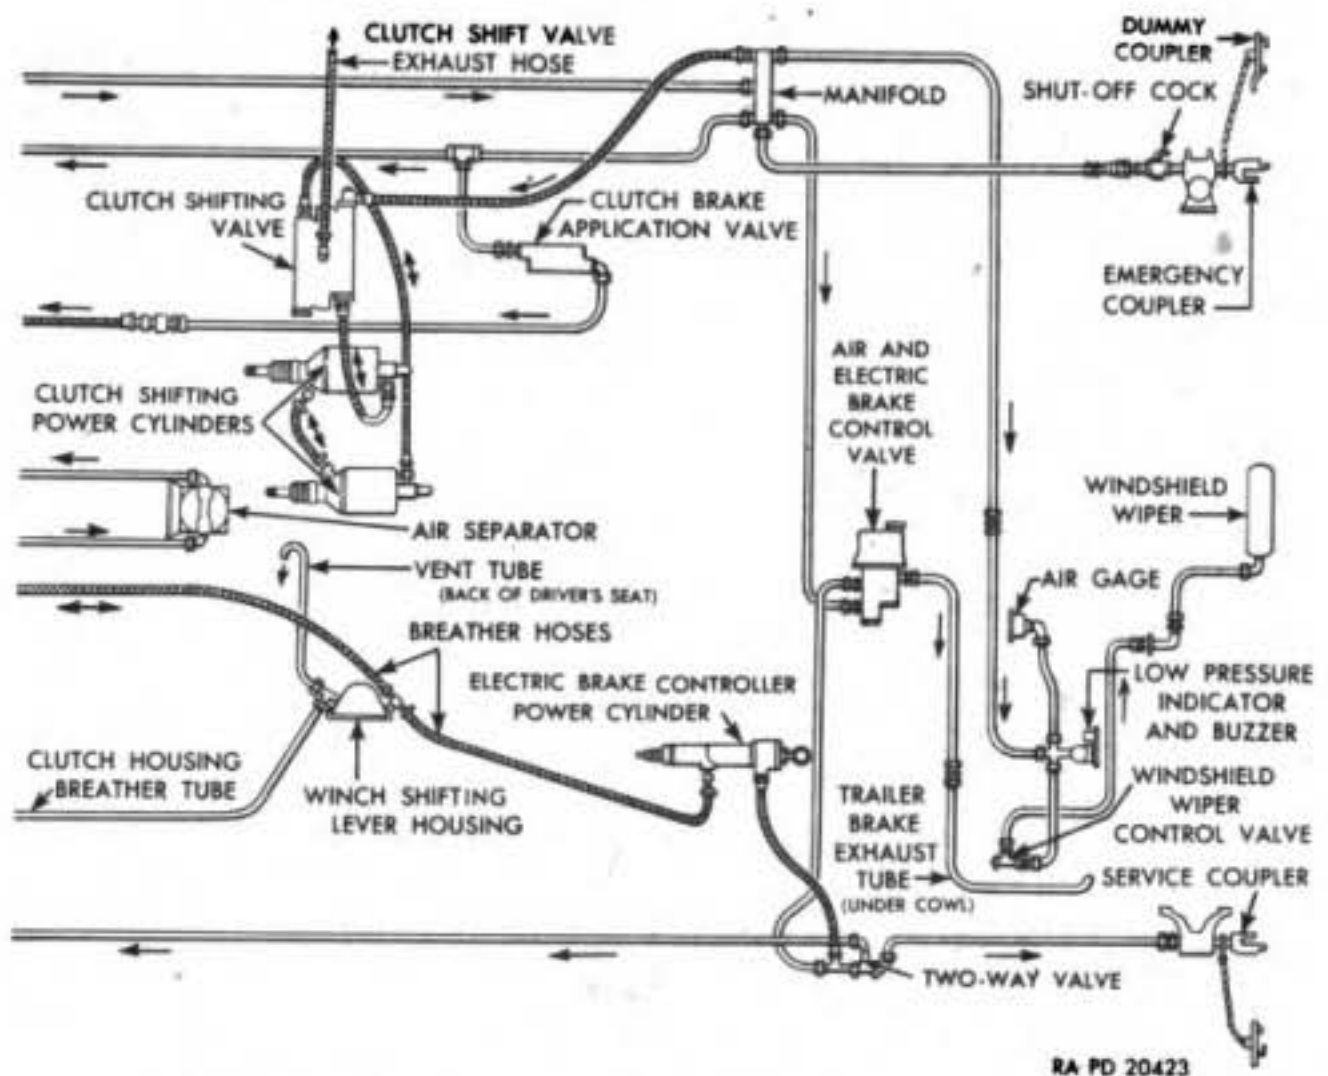 CLUTCH SHIFT VALVE
EXHAUST HOSE
DUMMY
COUPLER
MANIFOLD
SHUT-OFF COCK
CLUTCH SHIFTING
VALVE
CLUTCH BRAKE
APPLICATION VALVE
EMERGENCY
COUPLER
AIR AND
ELECTRIC
BRAKE
CONTROL
VALVE
CLUTCH SHIFTING
POWER CYLINDERS
WINDSHIELD
WIPER
AIR SEPARATOR
VENT TUBE
(BACK OF DRIVER'S SEAT)
AIR GAGE
BREATHER HOSES
ELECTRIC BRAKE CONTROLLER
POWER CYLINDER
LOW PRESSURE
INDICATOR
AND BUZZER
CLUTCH HOUSING
BREATHER TUBE
WINCH SHIFTING
LEVER HOUSING
TRAILER
BRAKE
EXHAUST
TUBE
(UNDER COWL)
WINDSHIELD
WIPER
CONTROL VALVE
SERVICE COUPLER
TWO-WAY VALVE
RA PD 20423